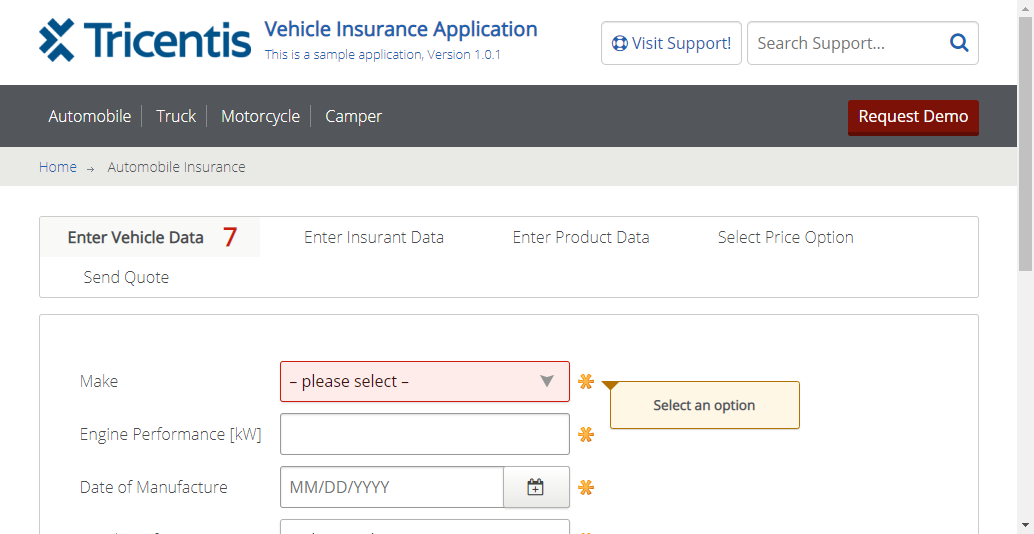 Tricentis
Vehicle Insurance Application
This is a sample application, Version 1.0.1
Visit Support!
Search Support...
Automobile
Truck
Motorcycle
Camper
Request Demo
Home → Automobile Insurance
Enter Vehicle Data 7
Enter Insurant Data
Enter Product Data
Select Price Option
Send Quote
Make
– please select –
Select an option
Engine Performance [kW]
Date of Manufacture
MM/DD/YYYY